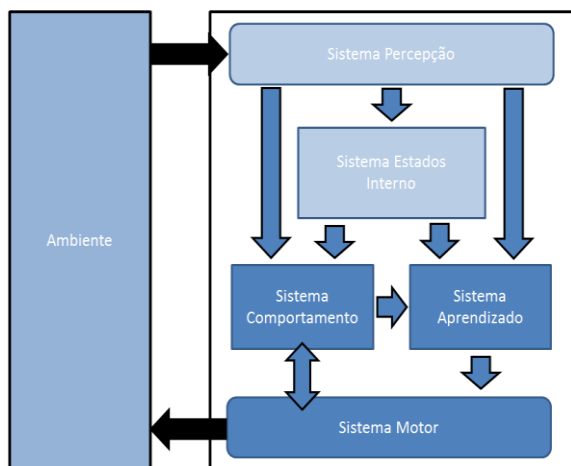 Sistema Percepção
Sistema Estados
Interno
Ambiente
Sistema
Comportamento
Sistema
Aprendizado
Sistema Motor